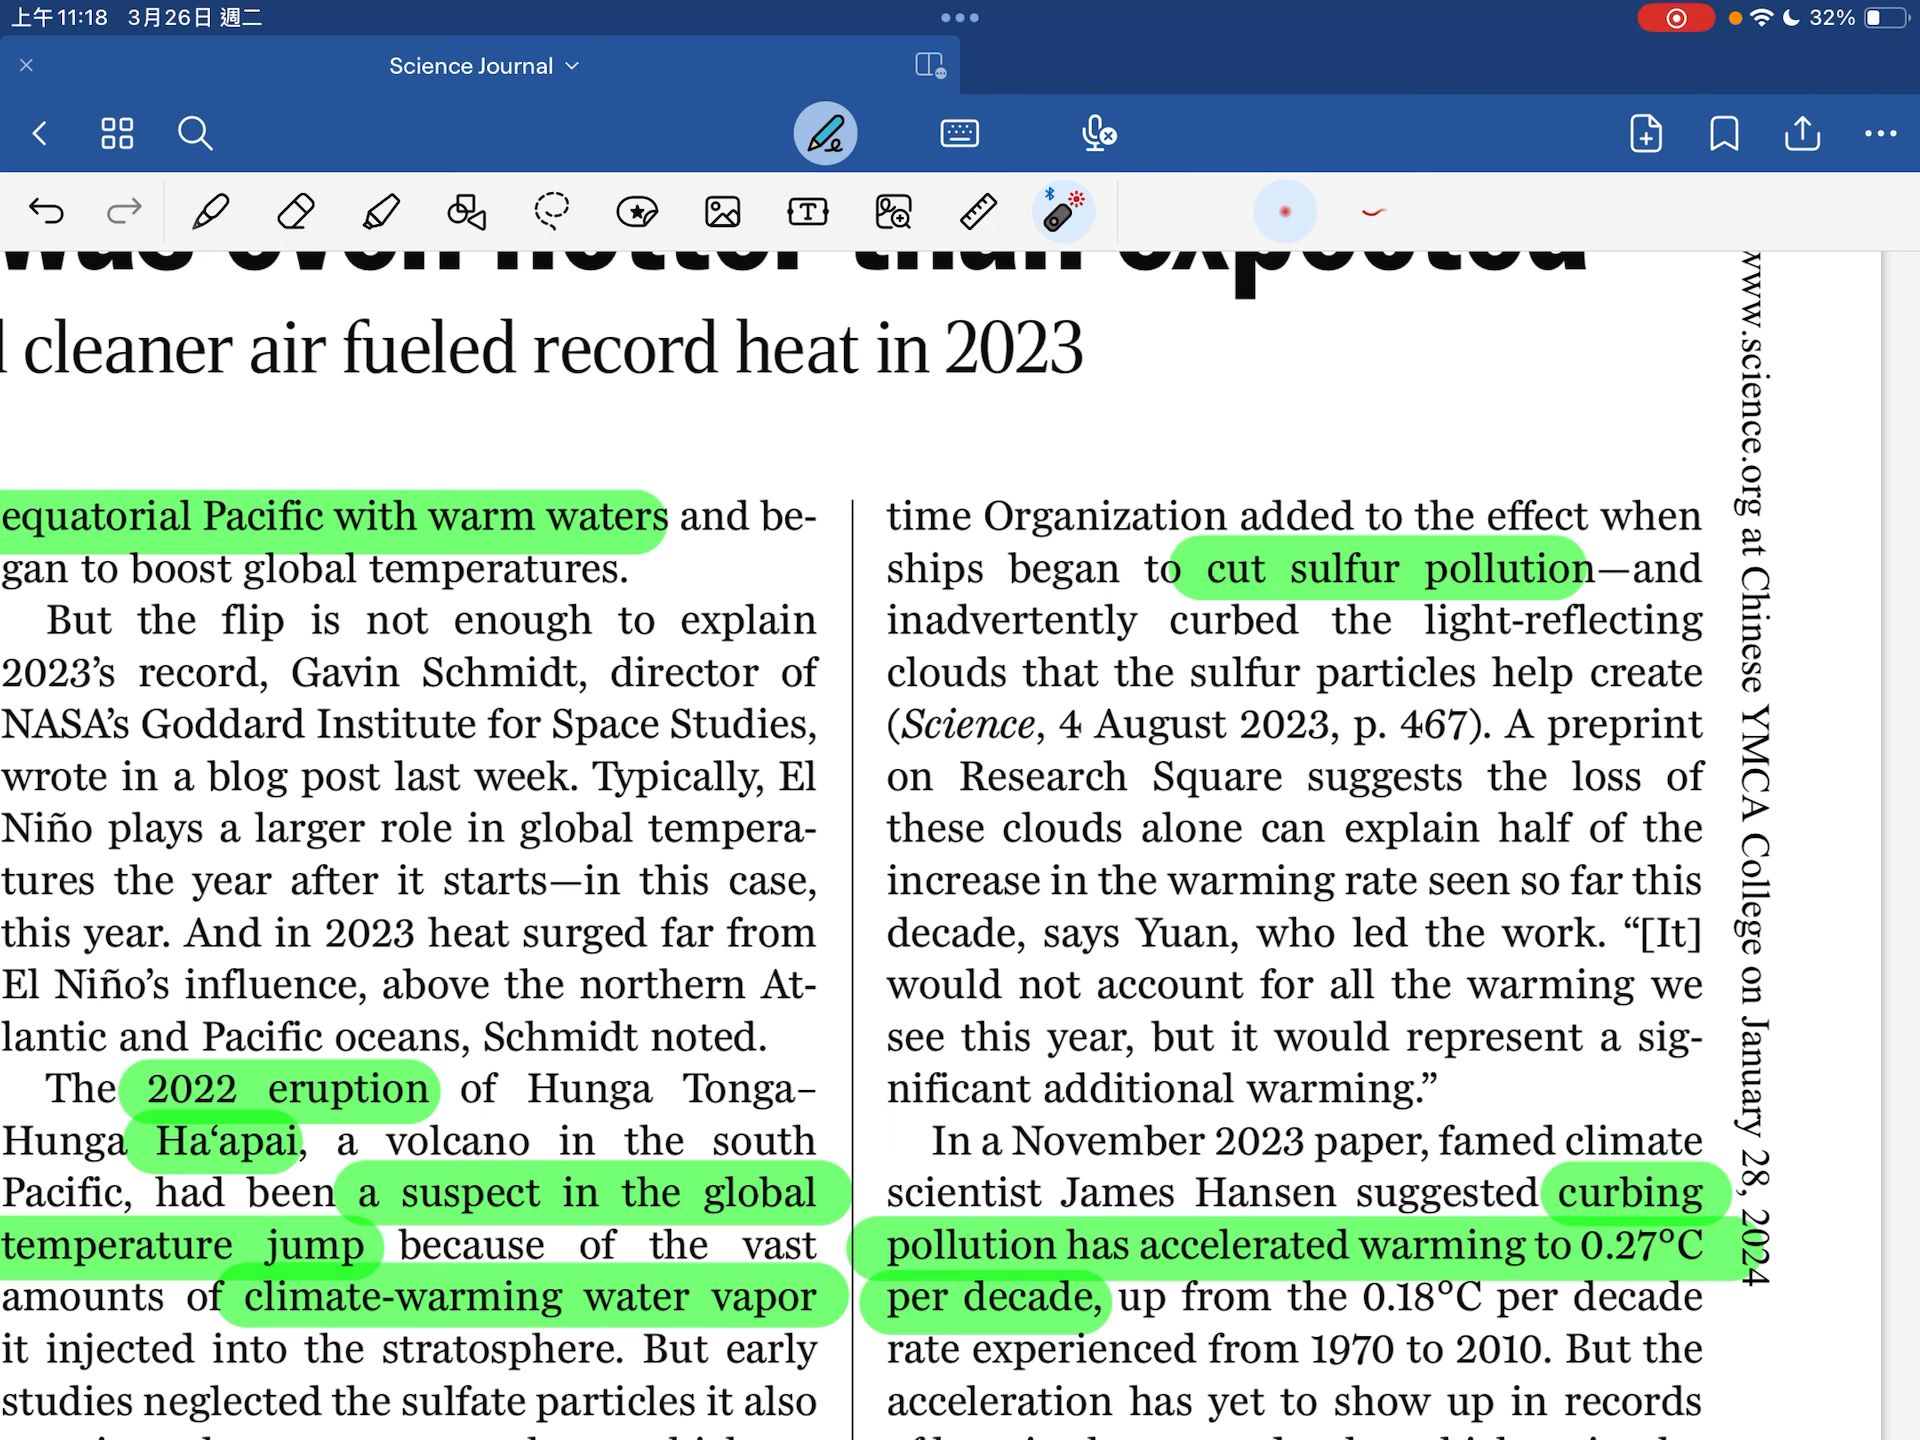 上午11:18 3月26日 週二
32%
Science Journal
T
was even hotter than expected
cleaner air fueled record heat in 2023
equatorial Pacific with warm waters and be-
gan to boost global temperatures.
But the flip is not enough to explain
2023’s record, Gavin Schmidt, director of
NASA’s Goddard Institute for Space Studies,
wrote in a blog post last week. Typically, El
Niño plays a larger role in global tempera-
tures the year after it starts—in this case,
this year. And in 2023 heat surged far from
El Niño’s influence, above the northern At-
lantic and Pacific oceans, Schmidt noted.
The 2022 eruption of Hunga Tonga–
Hunga Ha‘apai, a volcano in the south
Pacific, had been a suspect in the global
temperature jump because of the vast
amounts of climate-warming water vapor
it injected into the stratosphere. But early
studies neglected the sulfate particles it also
time Organization added to the effect when
ships began to cut sulfur pollution—and
inadvertently curbed the light-reflecting
clouds that the sulfur particles help create
(Science, 4 August 2023, p. 467). A preprint
on Research Square suggests the loss of
these clouds alone can explain half of the
increase in the warming rate seen so far this
decade, says Yuan, who led the work. “[It]
would not account for all the warming we
see this year, but it would represent a sig-
nificant additional warming.”
In a November 2023 paper, famed climate
scientist James Hansen suggested curbing
pollution has accelerated warming to 0.27°C
per decade, up from the 0.18°C per decade
rate experienced from 1970 to 2010. But the
acceleration has yet to show up in records
www.science.org at Chinese YMCA College on January 28, 2024